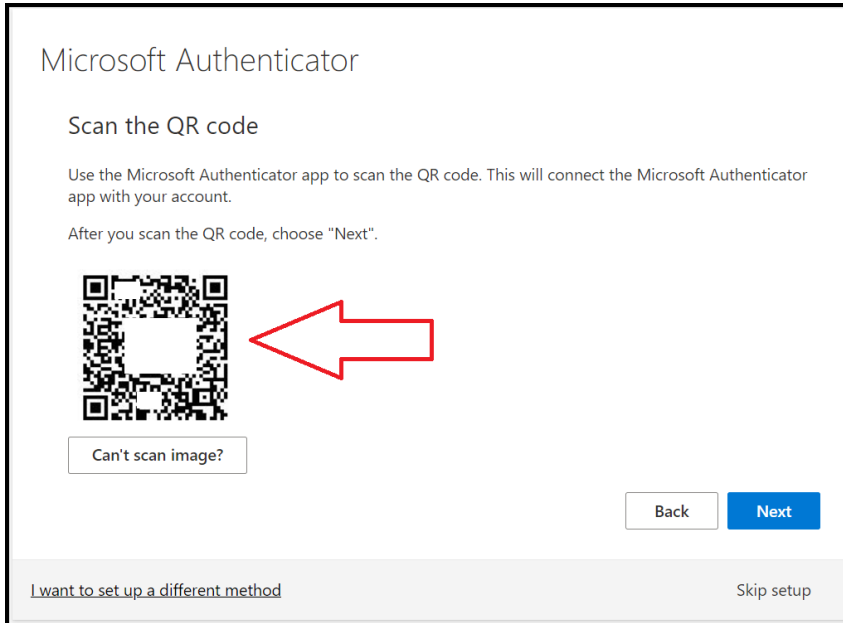 Microsoft Authenticator
Scan the QR code
Use the Microsoft Authenticator app to scan the QR code. This will connect the Microsoft Authenticator
app with your account.
After you scan the QR code, choose "Next".
Can't scan image?
Back
Next
I want to set up a different method
Skip setup